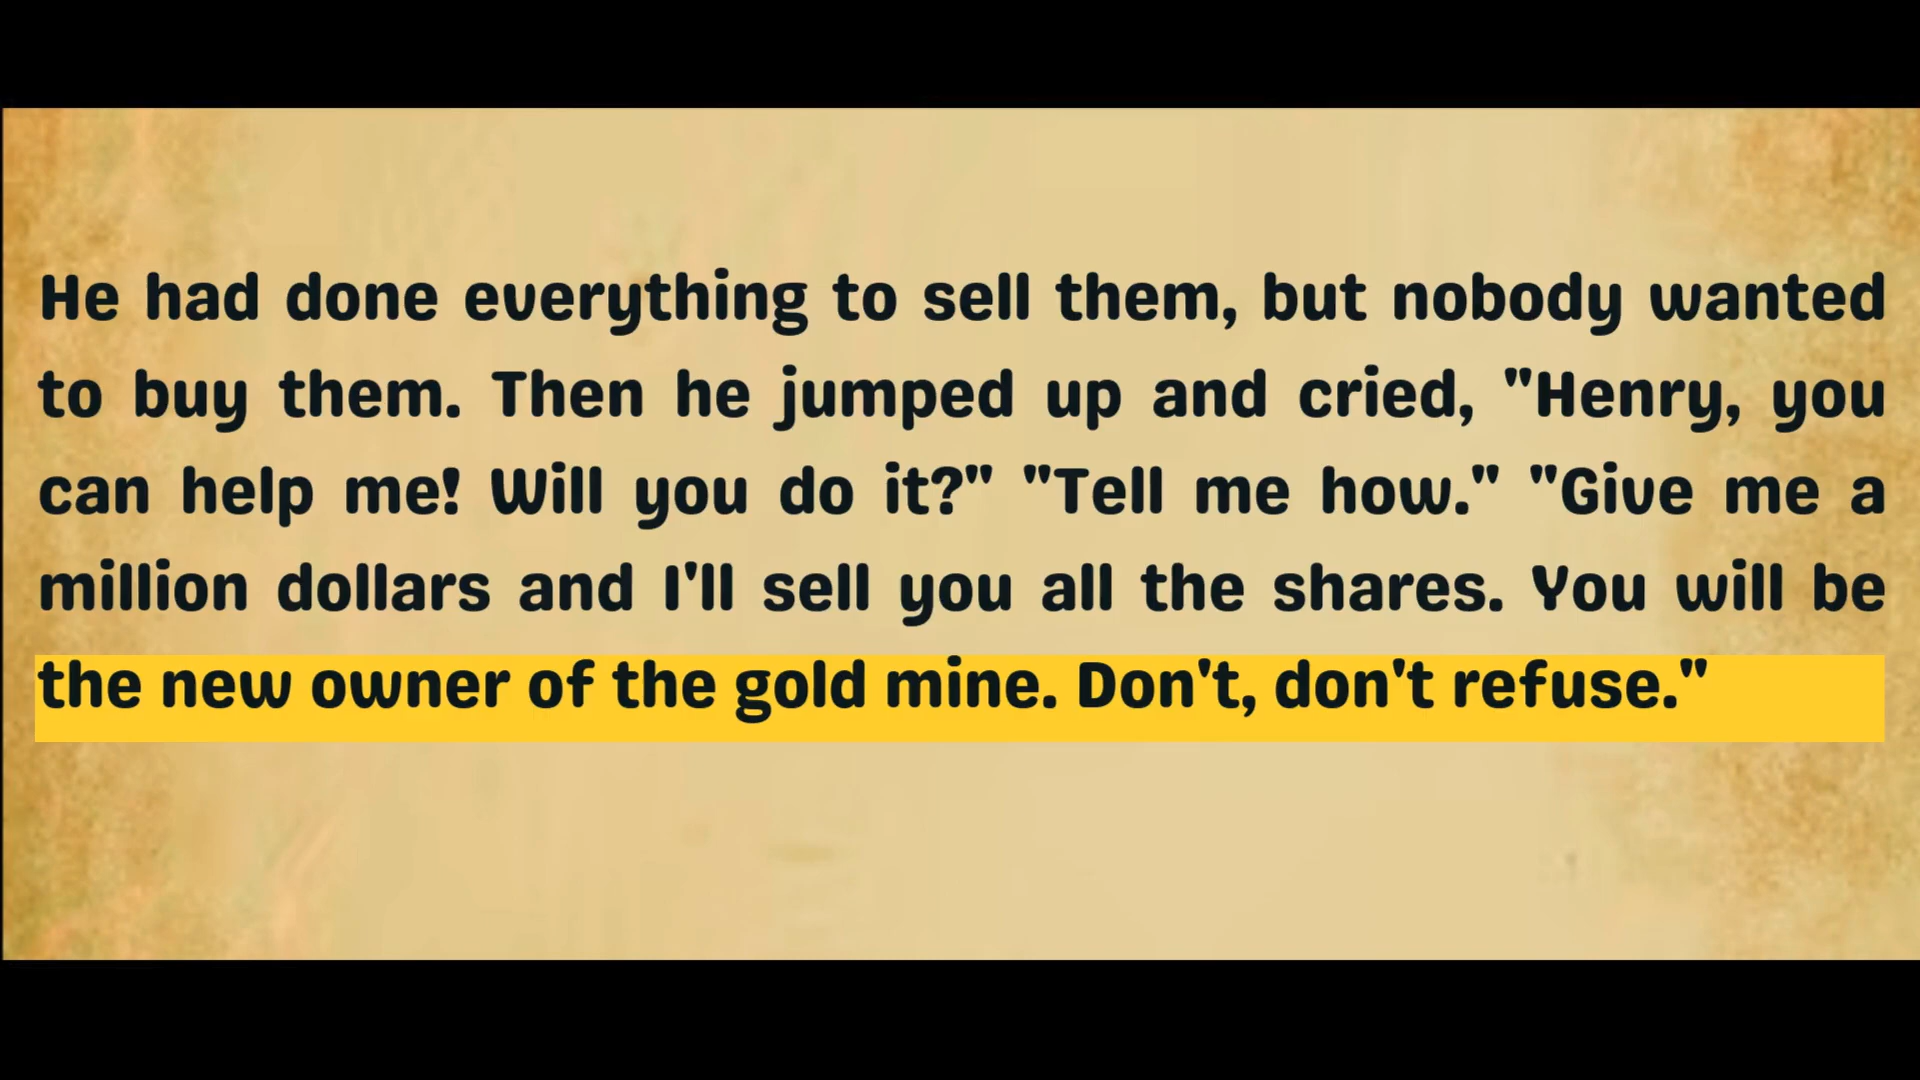 He had done everything to sell them, but nobody wanted
to buy them. Then he jumped up and cried, "Henry, you
can help me! Will you do it?" "Tell me how." "Give me a
million dollars and I'll sell you all the shares. You will be
the new owner of the gold mine. Don't, don't refuse."